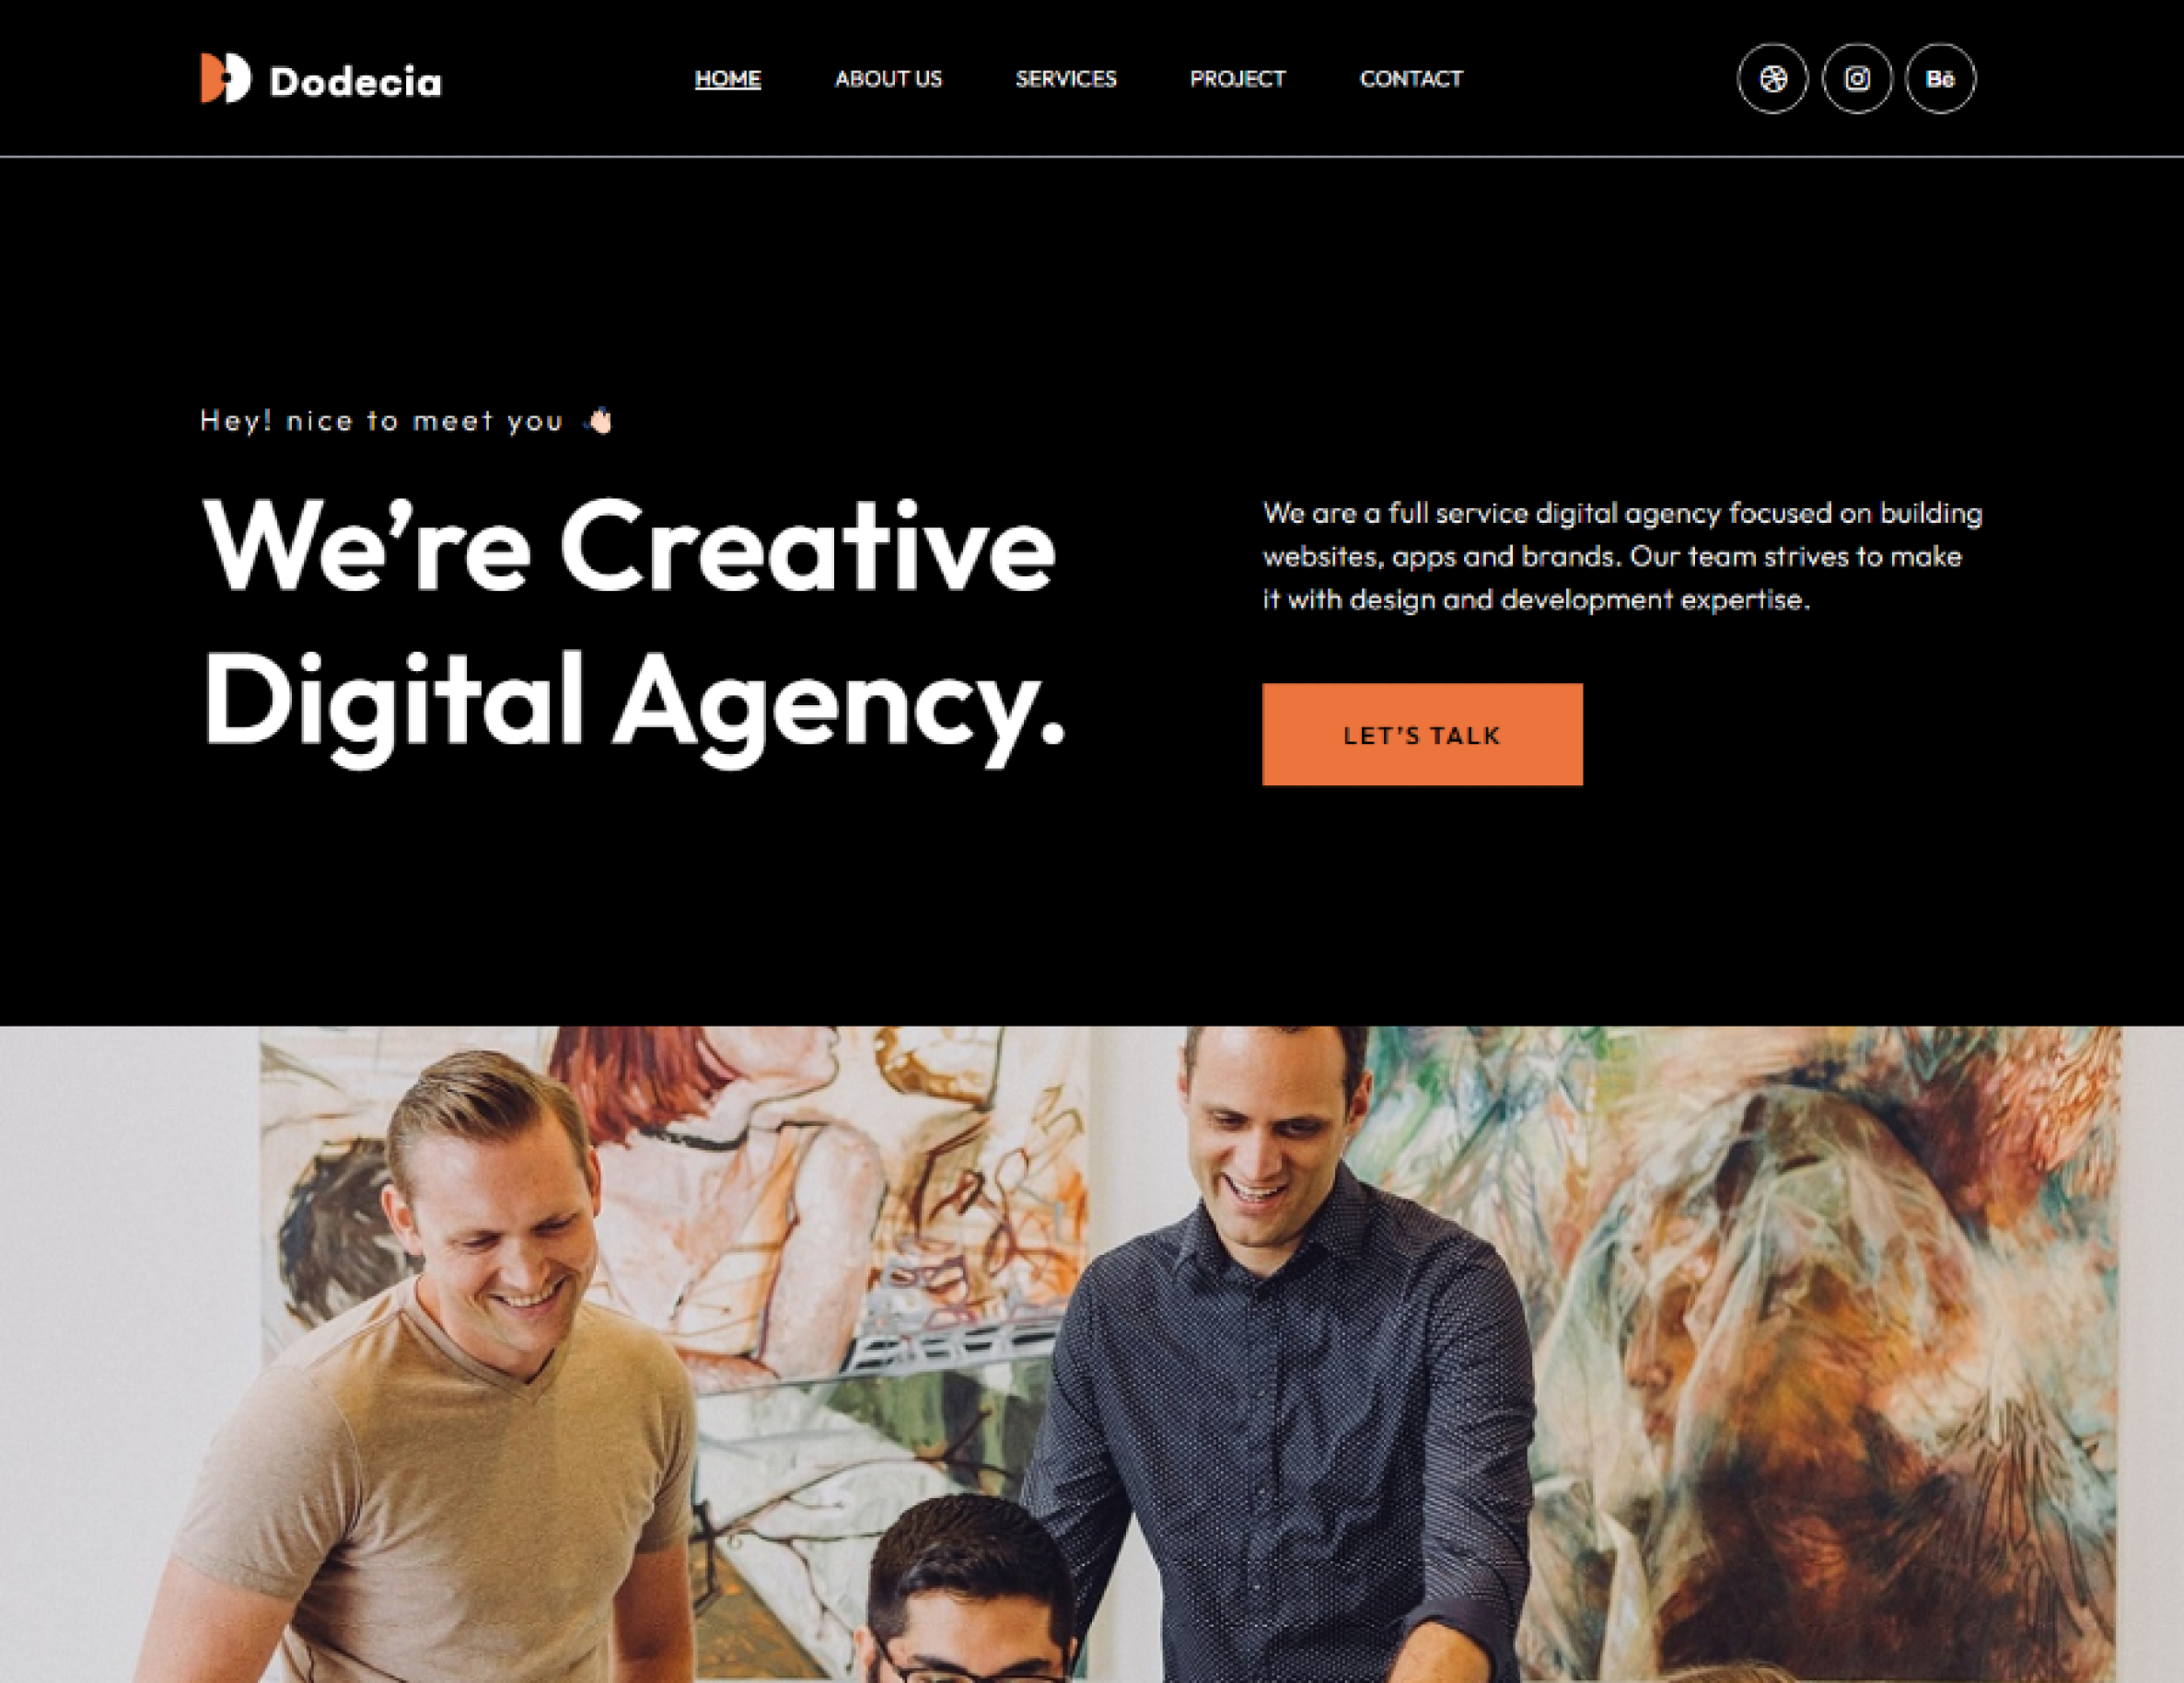 Dodecia
HOME
ABOUT US
SERVICES
PROJECT
CONTACT
Bē
Hey! nice to meet you 👋🏻
We’re Creative
Digital Agency.
We are a full service digital agency focused on building
websites, apps and brands. Our team strives to make
it with design and development expertise.
LET’S TALK